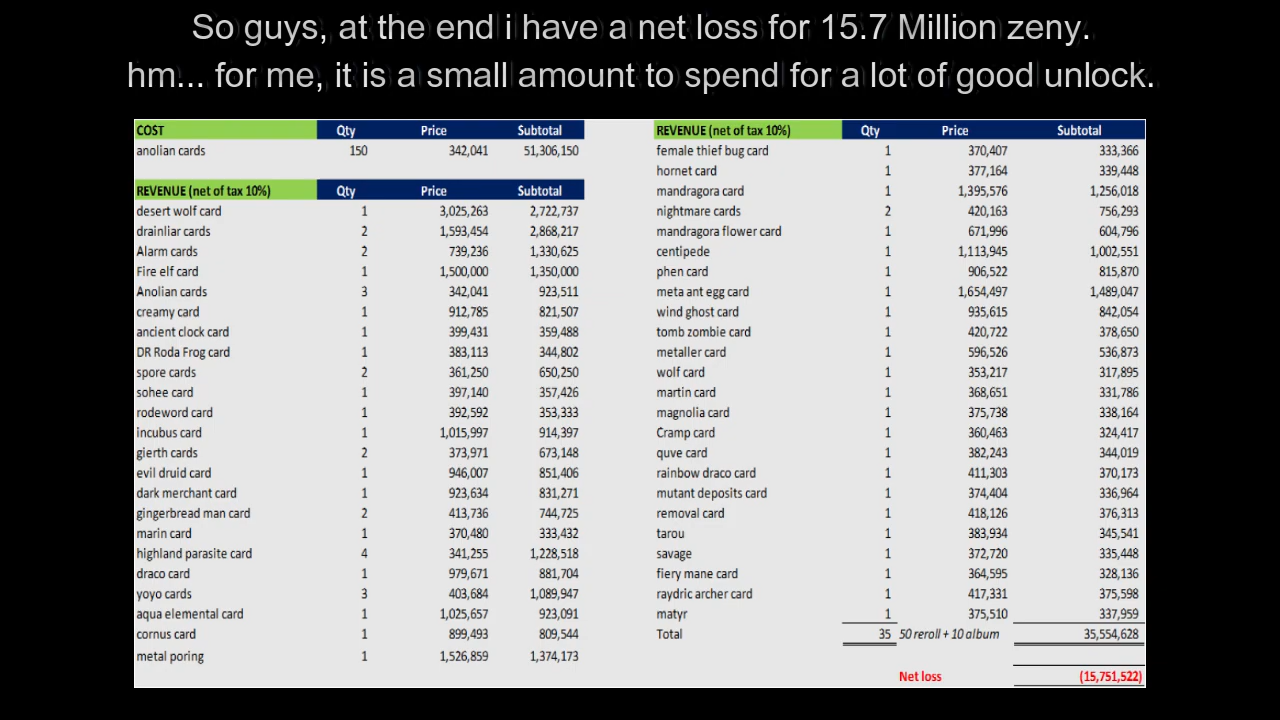 So guys, at the end i have a net loss for 15.7 Million zeny.
hm... for me, it is a small amount to spend for a lot of good unlock.
COST Qty Price Subtotal
anolian cards 150 342,041 51,306,150
REVENUE (net of tax 10%) Qty Price Subtotal
desert wolf card 1 3,025,263 2,722,737
drainliar cards 2 1,593,454 2,868,217
Alarm cards 2 739,236 1,330,625
Fire elf card 1 1,500,000 1,350,000
Anolian cards 3 342,041 923,511
creamy card 1 912,785 821,507
ancient clock card 1 399,431 359,488
DR Roda Frog card 1 383,113 344,802
spore cards 2 361,250 650,250
sohee card 1 397,140 357,426
rodeword card 1 392,592 353,333
incubus card 1 1,015,997 914,397
gierth cards 2 373,971 673,148
evil druid card 1 946,007 851,406
dark merchant card 1 923,634 831,271
gingerbread man card 2 413,736 744,725
marin card 1 370,480 333,432
highland parasite card 4 341,255 1,228,518
draco card 1 979,671 881,704
yoyo cards 3 403,684 1,089,947
aqua elemental card 1 1,025,657 923,091
cornus card 1 899,493 809,544
metal poring 1 1,526,859 1,374,173
REVENUE (net of tax 10%) Qty Price Subtotal
female thief bug card 1 370,407 333,366
hornet card 1 377,164 339,448
mandragora card 1 1,395,576 1,256,018
nightmare cards 2 420,163 756,293
mandragora flower card 1 671,996 604,796
centipede 1 1,113,945 1,002,551
phen card 1 906,522 815,870
meta ant egg card 1 1,654,497 1,489,047
wind ghost card 1 935,615 842,054
tomb zombie card 1 420,722 378,650
metaller card 1 596,526 536,873
wolf card 1 353,217 317,895
martin card 1 368,651 331,786
magnolia card 1 375,738 338,164
Cramp card 1 360,463 324,417
quve card 1 382,243 344,019
rainbow draco card 1 411,303 370,173
mutant deposits card 1 374,404 336,964
removal card 1 418,126 376,313
tarou 1 383,934 345,541
savage 1 372,720 335,448
fiery mane card 1 364,595 328,136
raydric archer card 1 417,331 375,598
matyr 1 375,510 337,959
Total 35 50 reroll + 10 album 35,554,628
Net loss (15,751,522)